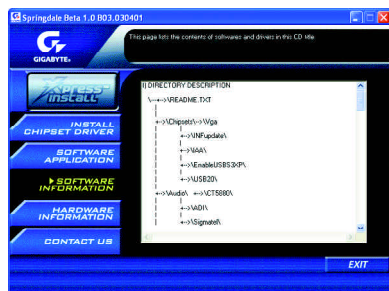 Springdale Beta 1.0 B03.030401
GIGABYTE
This page lists the contents of softwares and drivers in this CD title.
Xpress-Install
INSTALL
CHIPSET DRIVER
SOFTWARE
APPLICATION
SOFTWARE
INFORMATION
HARDWARE
INFORMATION
CONTACT US
I) DIRECTORY DESCRIPTION
\---+-->\README.TXT
|
+-->\Chipsets\-->\Vga
| +-->\INFupdate\
| +-->\IAA\
| +-->\EnableUSBS3XP\
| +-->\USB20\
+-->\Audio\ +-->\CT5880\
| +-->\ADI\
| +-->\Sigmatel\
EXIT